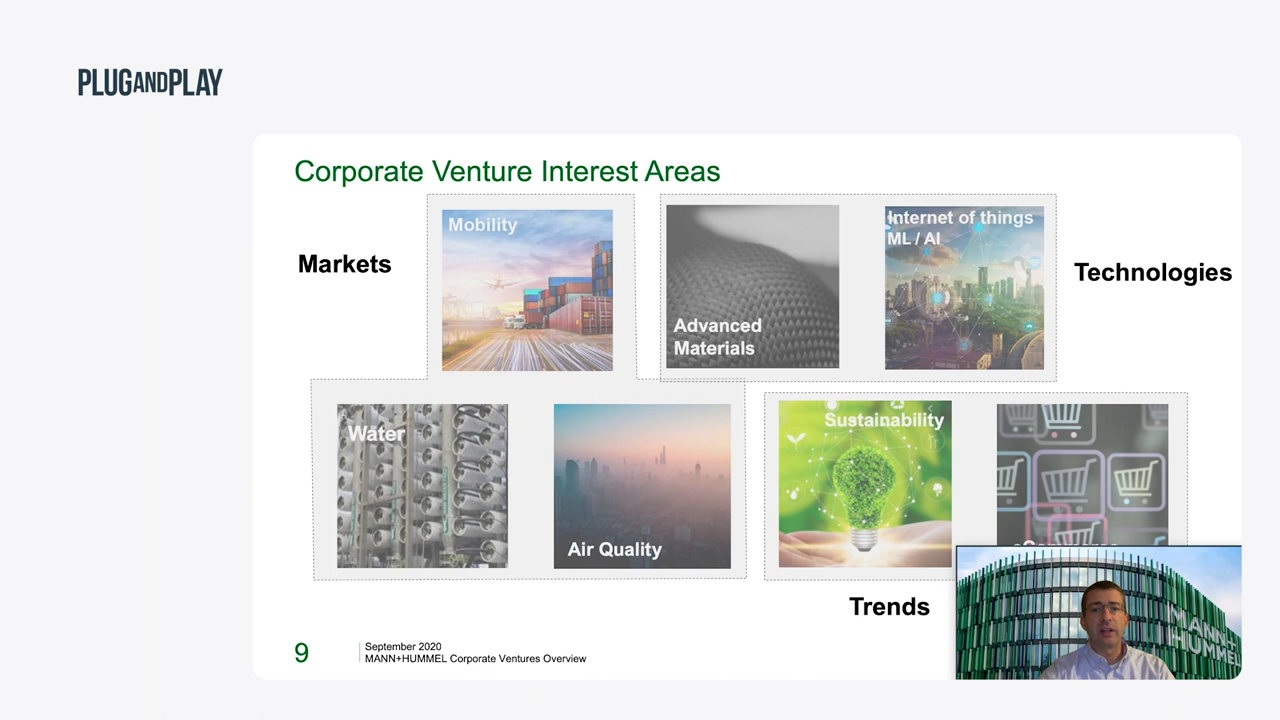 PLUGANDPLAY
Corporate Venture Interest Areas
Markets
Mobility
Advanced
Materials
Internet of things
ML / AI
Technologies
Water
Air Quality
Sustainability
Trends
9
September 2020
MANN+HUMMEL Corporate Ventures Overview
MANN+
HUMMEL